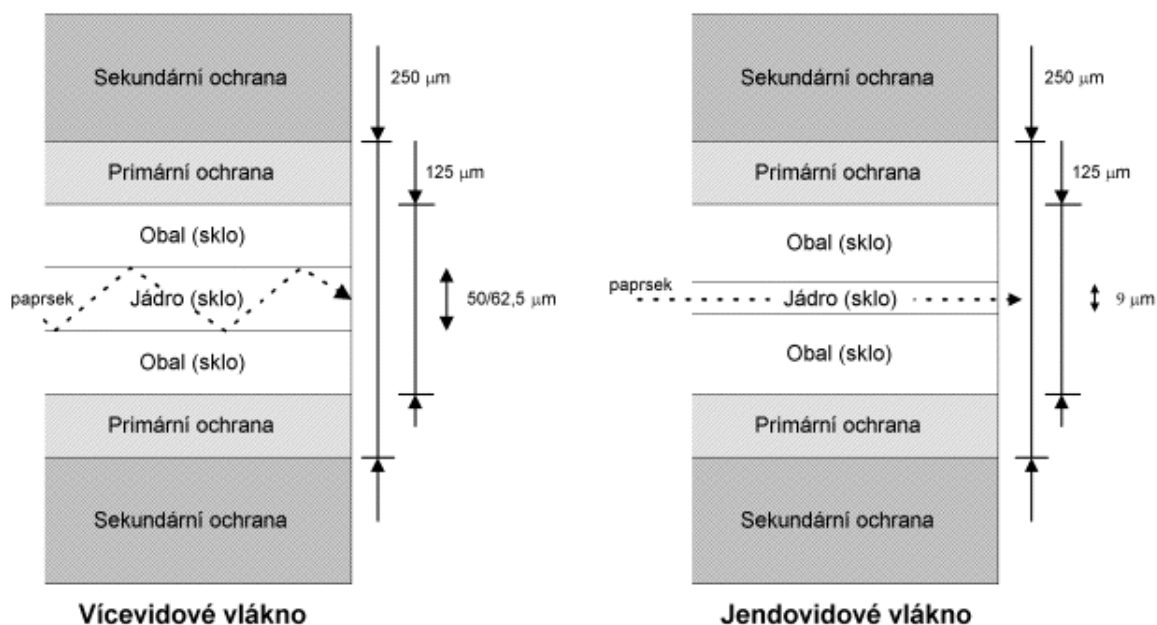 Sekundární ochrana
250 μm
Primární ochrana
125 μm
Obal (sklo)
paprsek
Jádro (sklo)
50/62,5 μm
Obal (sklo)
Primární ochrana
Sekundární ochrana
Vícevidové vlákno
Sekundární ochrana
250 μm
Primární ochrana
125 μm
Obal (sklo)
paprsek
Jádro (sklo)
9 μm
Obal (sklo)
Primární ochrana
Sekundární ochrana
Jendovidové vlákno